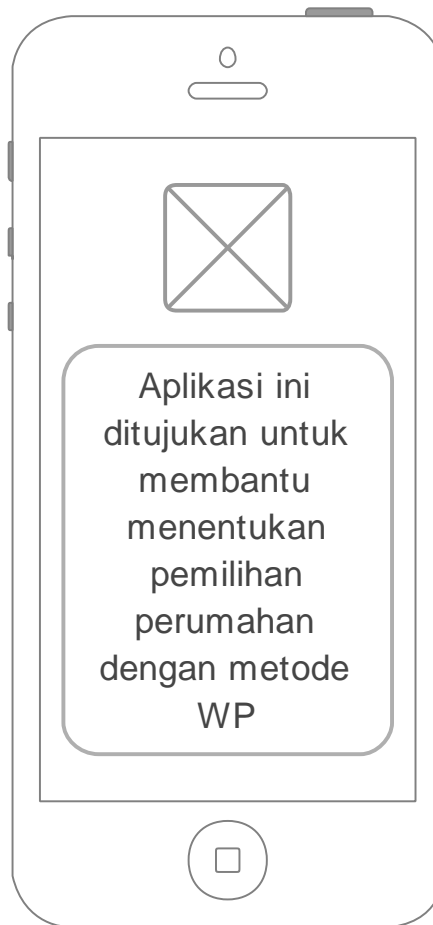 Aplikasi ini
ditujukan untuk
membantu
menentukan
pemilihan
perumahan
dengan metode
WP